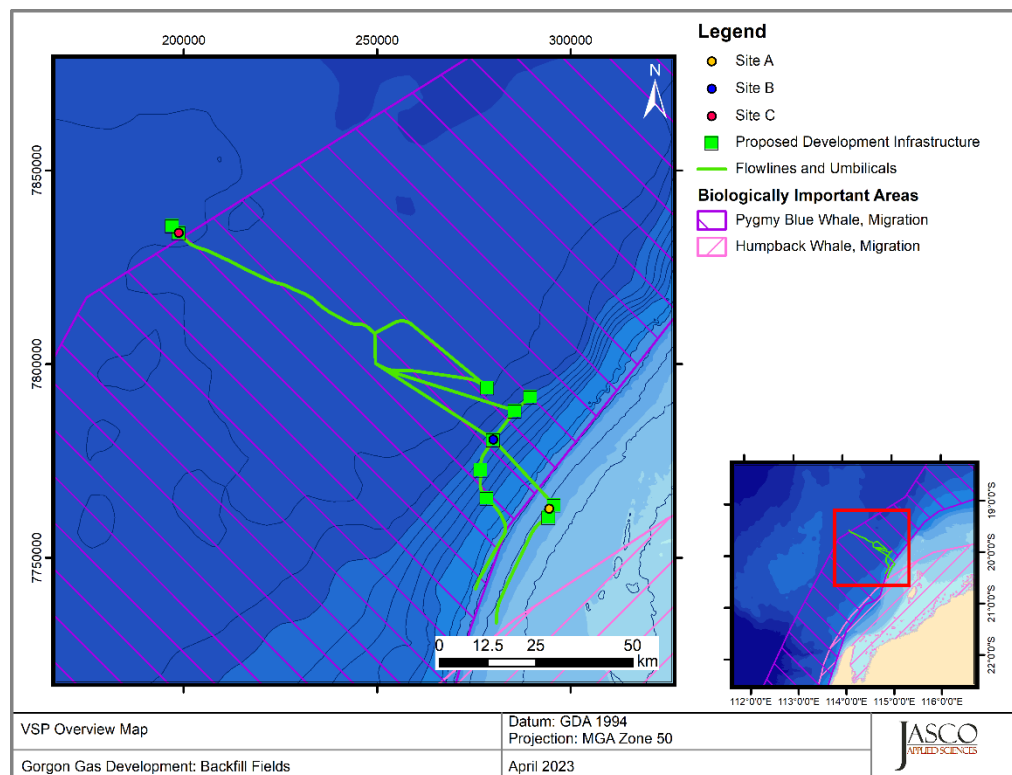 200000 250000 300000
7850000
7800000
7750000
N
0 12.5 25 50
km
Legend
Site A
Site B
Site C
Proposed Development Infrastructure
Flowlines and Umbilicals
Biologically Important Areas
Pygmy Blue Whale, Migration
Humpback Whale, Migration
19°0'0"S
20°0'0"S
21°0'0"S
22°0'0"S
112°0'0"E 113°0'0"E 114°0'0"E 115°0'0"E 116°0'0"E
VSP Overview Map
Datum: GDA 1994
Projection: MGA Zone 50
Gorgon Gas Development: Backfill Fields
April 2023
JASCO
APPLIED SCIENCES